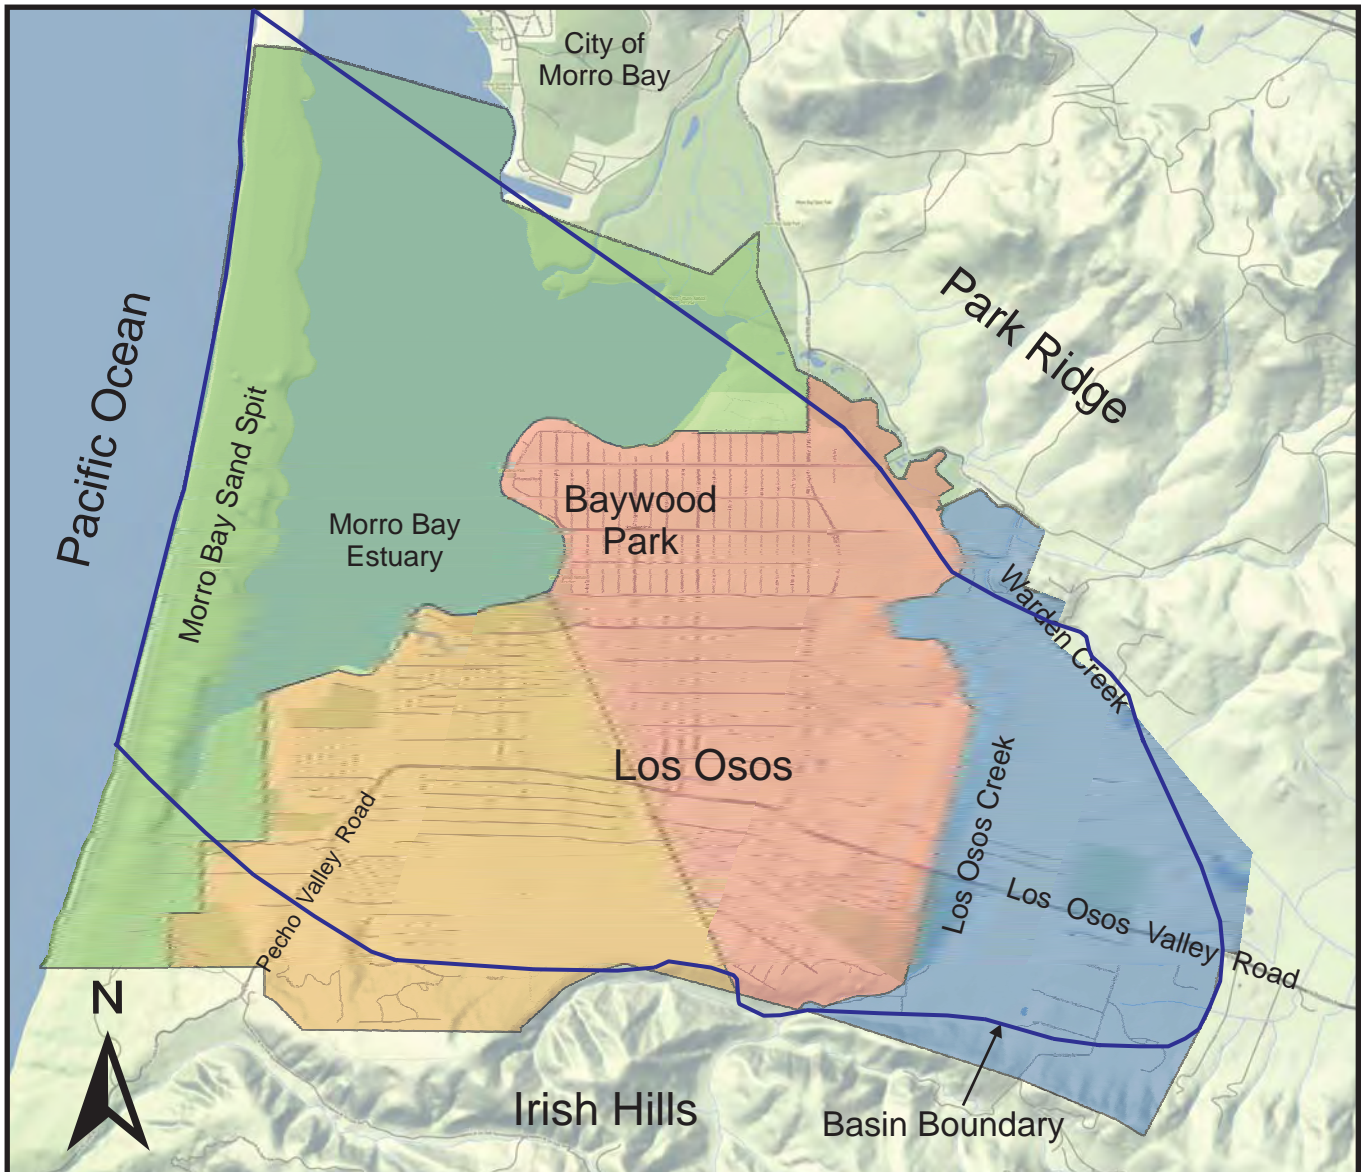 City of
Morro Bay
Park Ridge
Pacific Ocean
Morro Bay Sand Spit
Baywood
Park
Morro Bay
Estuary
Warden Creek
Los Osos
Los Osos Creek
Pecho Valley Road
Los Osos Valley Road
N
Irish Hills
Basin Boundary